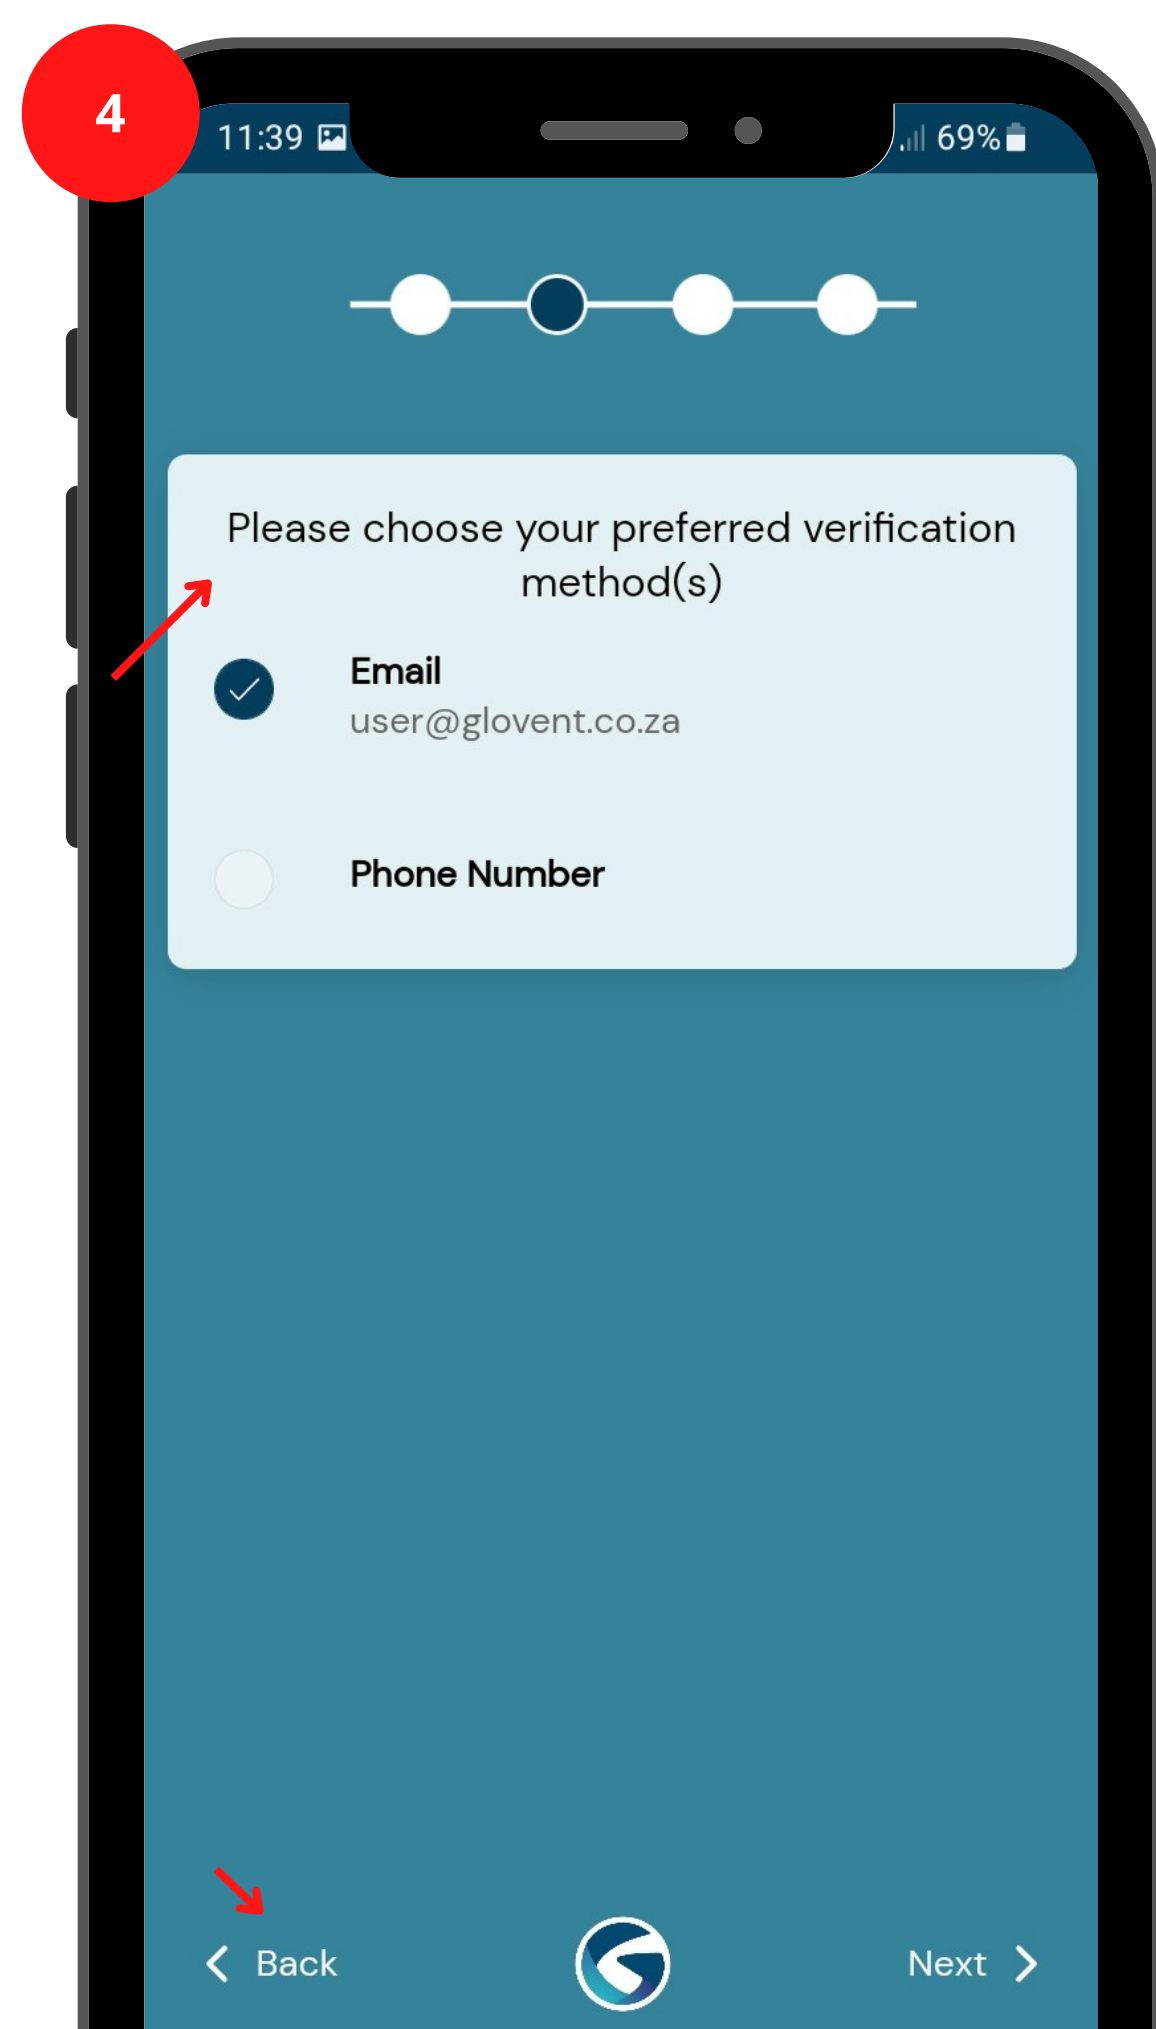 4
11:39
69%
Please choose your preferred verification
method(s)
Email
user@glovent.co.za
Phone Number
Back
Next